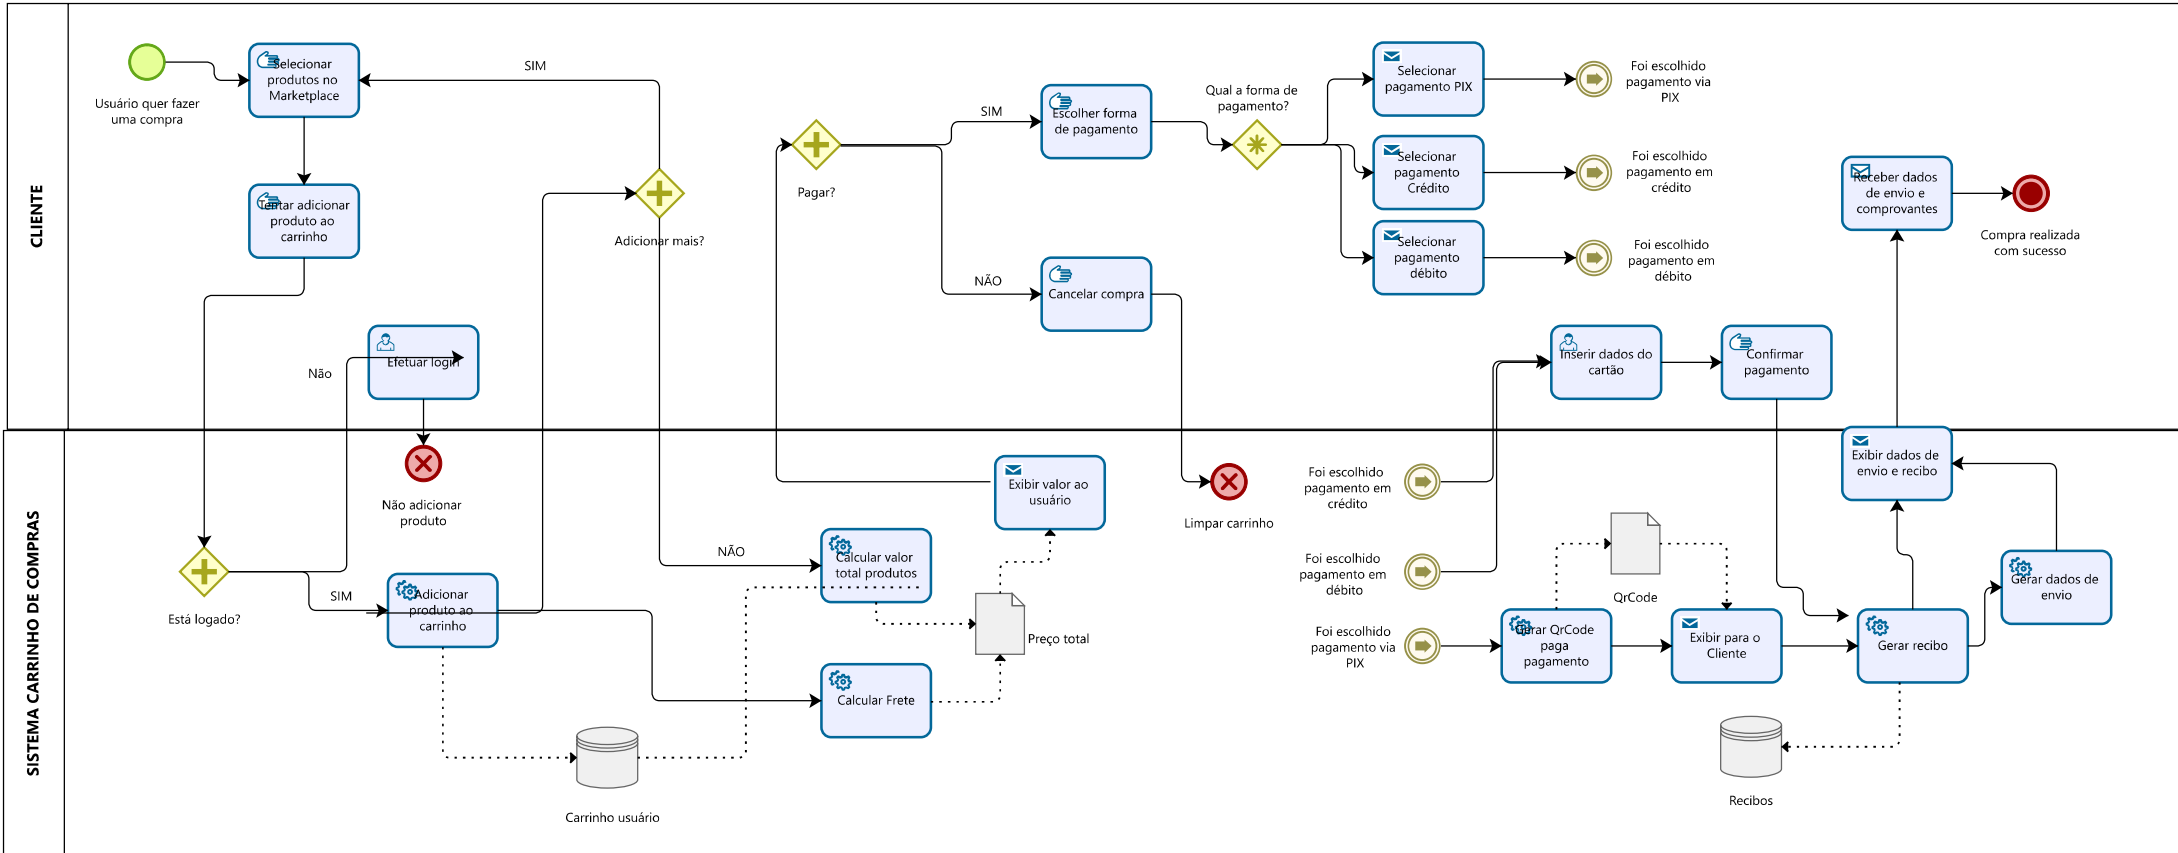 CLIENTE
Usuário quer fazer
uma compra
Selecionar
produtos no
Marketplace
SIM
Tentar adicionar
produto ao
carrinho
Não
Efetuar login
Adicionar mais?
Pagar?
SIM
Escolher forma
de pagamento
NÃO
Cancelar compra
Qual a forma de
pagamento?
Selecionar
pagamento PIX
Foi escolhido
pagamento via
PIX
Selecionar
pagamento
Crédito
Foi escolhido
pagamento em
crédito
Selecionar
pagamento
débito
Foi escolhido
pagamento em
débito
Inserir dados do
cartão
Confirmar
pagamento
Receber dados
de envio e
comprovantes
Compra realizada
com sucesso
SISTEMA CARRINHO DE COMPRAS
Está logado?
SIM
Não adicionar
produto
Adicionar
produto ao
carrinho
Carrinho usuário
NÃO
Calcular valor
total produtos
Calcular Frete
Preço total
Exibir valor ao
usuário
Limpar carrinho
Foi escolhido
pagamento em
crédito
Foi escolhido
pagamento em
débito
Foi escolhido
pagamento via
PIX
Gerar QrCode
paga
pagamento
QrCode
Exibir para o
Cliente
Gerar recibo
Recibos
Exibir dados de
envio e recibo
Gerar dados de
envio